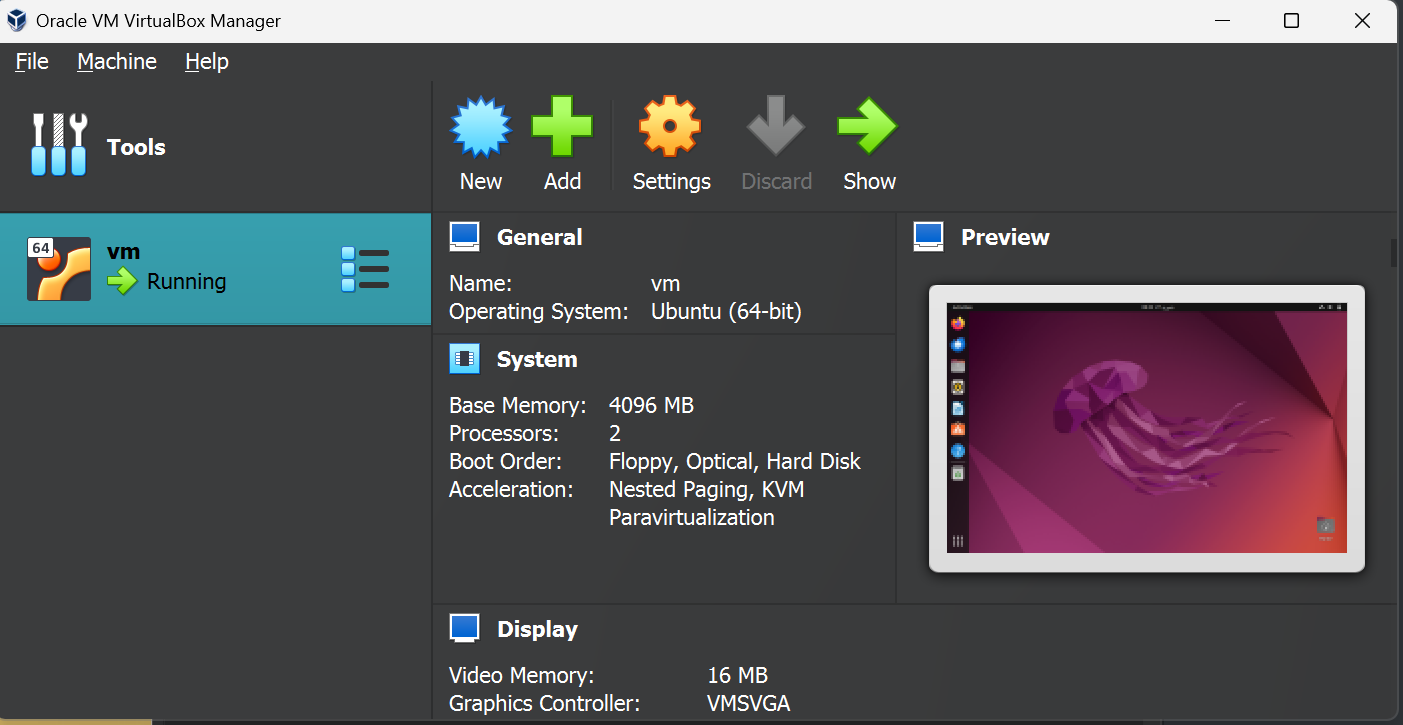 Oracle VM VirtualBox Manager
File Machine Help
Tools
New Add Settings Discard Show
64
vm
Running
General
Name: vm
Operating System: Ubuntu (64-bit)
System
Base Memory: 4096 MB
Processors: 2
Boot Order: Floppy, Optical, Hard Disk
Acceleration: Nested Paging, KVM
Paravirtualization
Preview
Display
Video Memory: 16 MB
Graphics Controller: VMSVGA